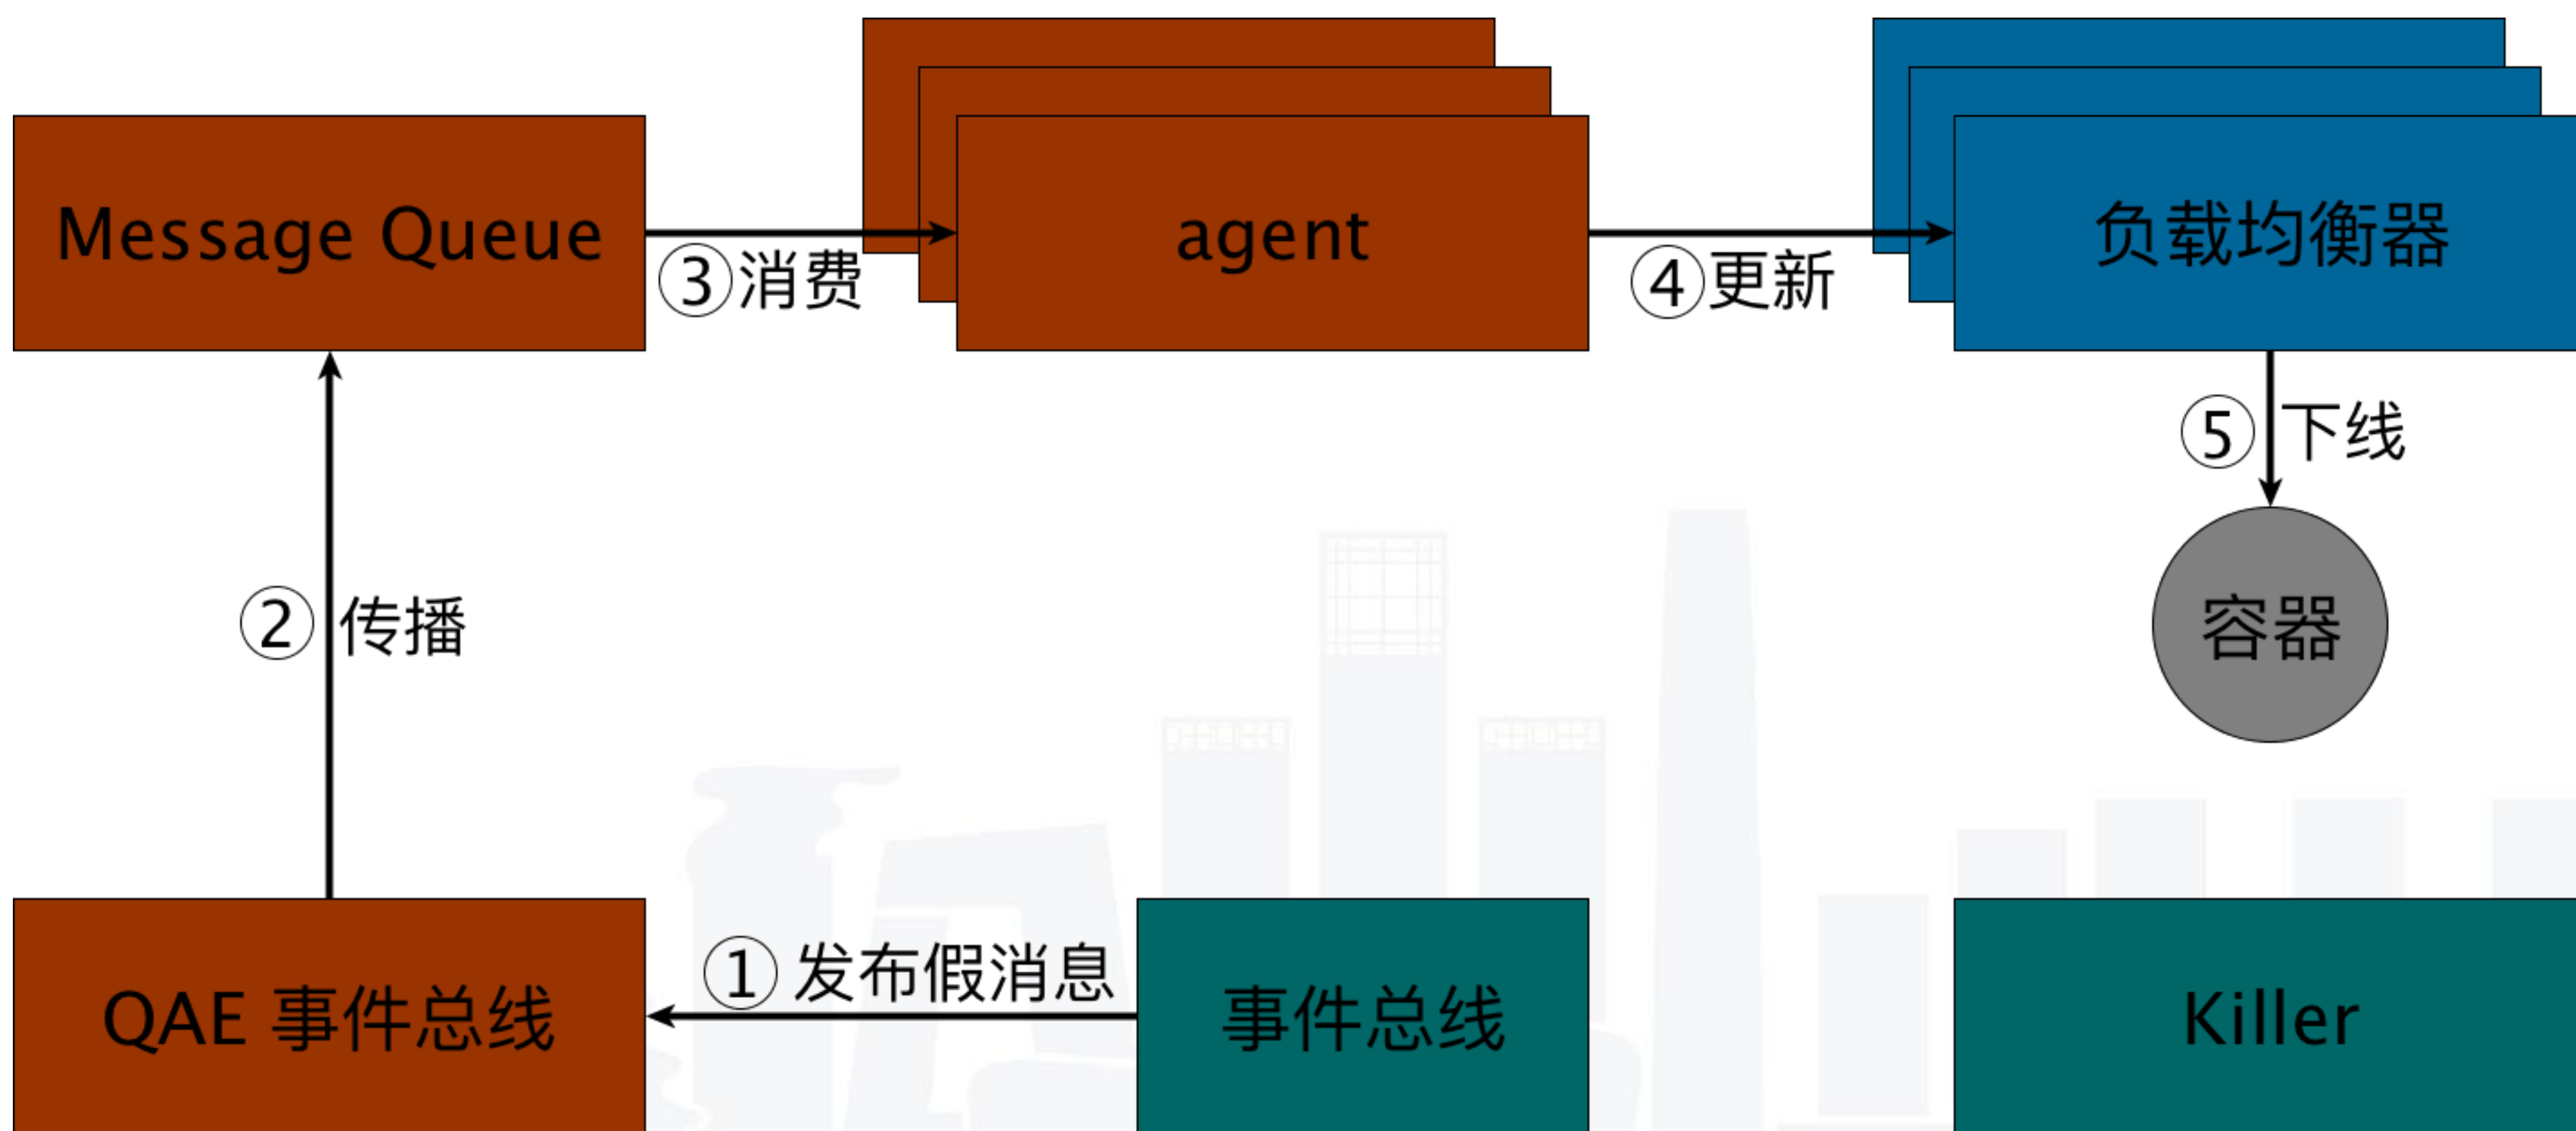 Message Queue
agent
负载均衡器
③消费
④更新
⑤下线
②传播
容器
①发布假消息
QAE 事件总线
事件总线
Killer